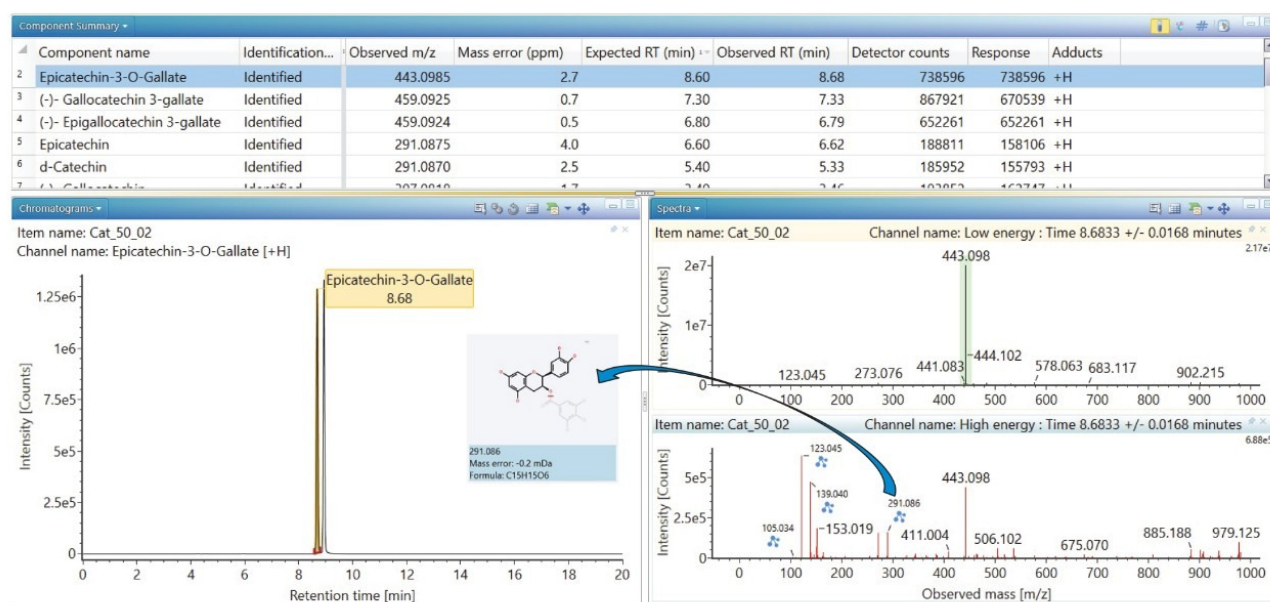 Component Summary
Component name Identification... Observed m/z Mass error (ppm) Expected RT (min) Observed RT (min) Detector counts Response Adducts
2 Epicatechin-3-O-Gallate Identified 443.0985 2.7 8.60 8.68 738596 738596 +H
3 (-)- Gallocatechin 3-gallate Identified 459.0925 0.7 7.30 7.33 867921 670539 +H
4 (-)- Epigallocatechin 3-gallate Identified 459.0924 0.5 6.80 6.79 652261 652261 +H
5 Epicatechin Identified 291.0875 4.0 6.60 6.62 188811 158106 +H
6 d-Catechin Identified 291.0870 2.5 5.40 5.33 185952 155793 +H
Chromatograms
Item name: Cat_50_02
Channel name: Epicatechin-3-O-Gallate [+H]
Epicatechin-3-O-Gallate
8.68
1.25e6
1e6
7.5e5
5e5
2.5e5
0
Intensity [Counts]
291.086
Mass error: -0.2 mDa
Formula: C15H15O6
0 2 4 6 8 10 12 14 16 18 20
Retention time [min]
Spectra
Item name: Cat_50_02 Channel name: Low energy : Time 8.6833 +/- 0.0168 minutes
2.17e7
443.098
2e7
1e7
0
Intensity [Counts]
123.045 273.076 441.083 444.102 578.063 683.117 902.215
0 100 200 300 400 500 600 700 800 900 1000
Item name: Cat_50_02 Channel name: High energy : Time 8.6833 +/- 0.0168 minutes
6.88e5
123.045
443.098
5e5
139.040
291.086
2.5e5
153.019
105.034
411.004
506.102
675.070
885.188
979.125
0
Intensity [Counts]
0 100 200 300 400 500 600 700 800 900 1000
Observed mass [m/z]